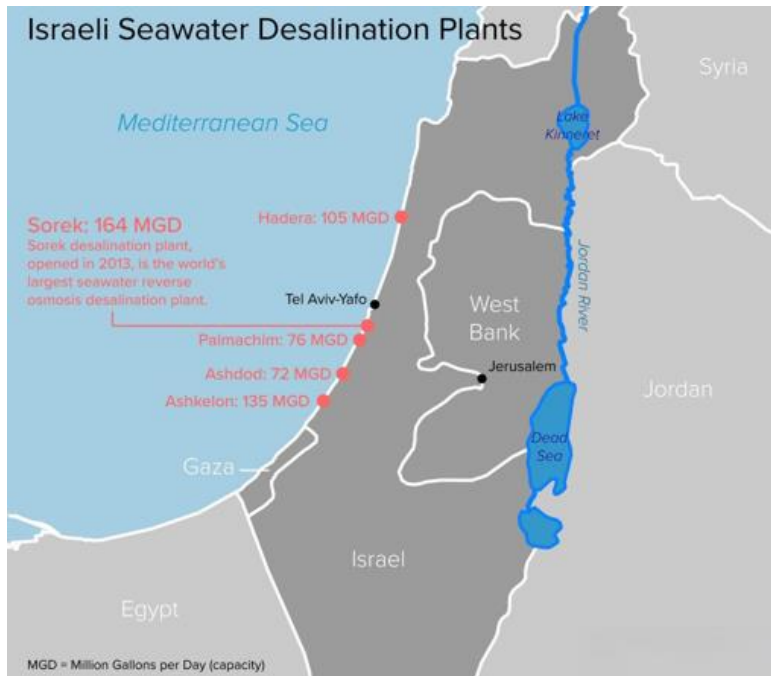 Israeli Seawater Desalination Plants
Syria
Mediterranean Sea
Lake
Kinneret
Sorek: 164 MGD
Sorek desalination plant,
opened in 2013, is the world's
largest seawater reverse
osmosis desalination plant.
Hadera: 105 MGD
Jordan River
Tel Aviv-Yafo
West
Bank
Palmachim: 76 MGD
Jerusalem
Ashdod: 72 MGD
Jordan
Ashkelon: 135 MGD
Dead
Sea
Gaza
Israel
Egypt
MGD = Million Gallons per Day (capacity)